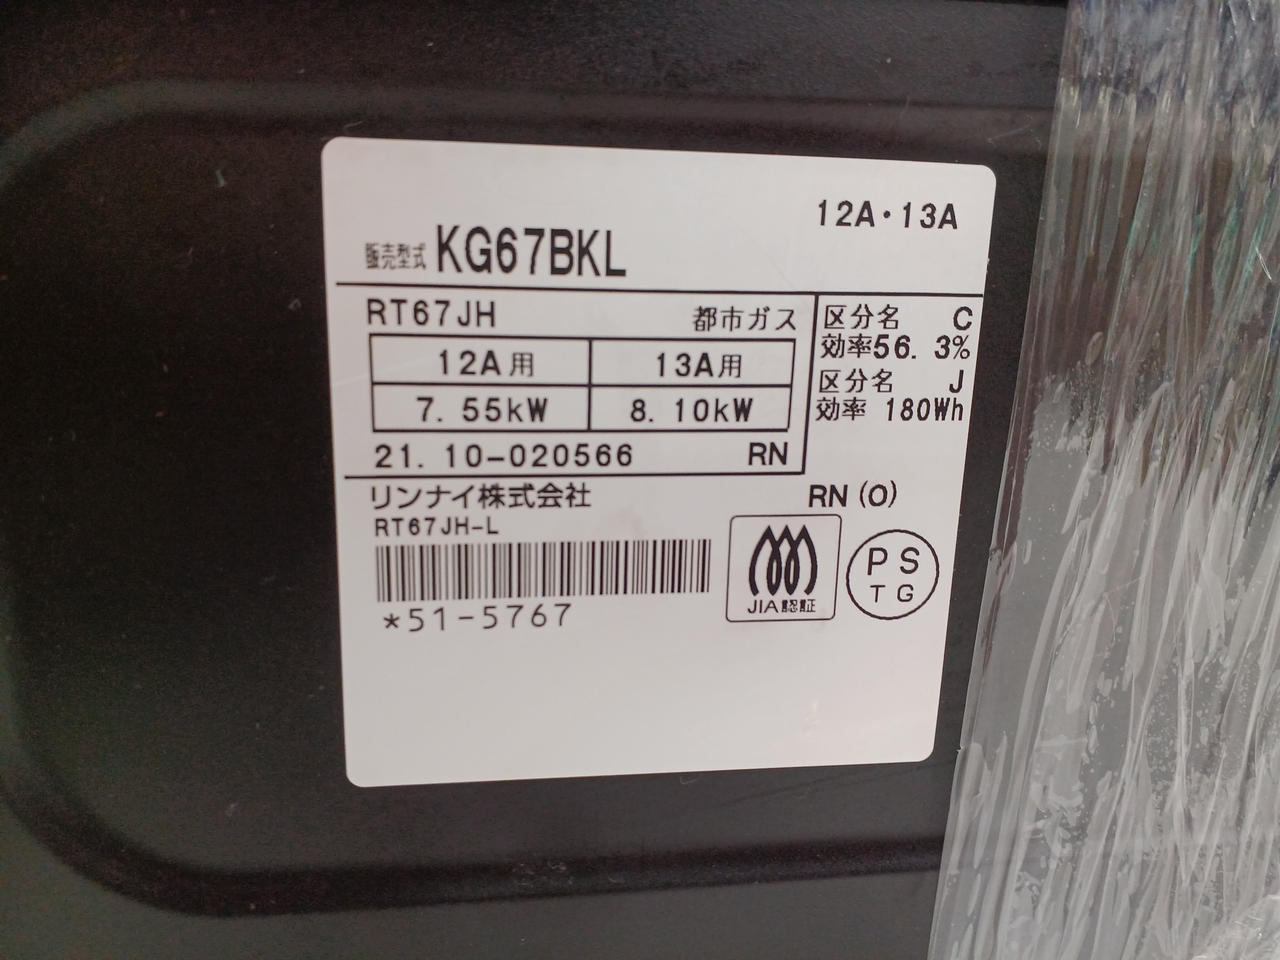 12A・13A
販売型式 KG67BKL
RT67JH 都市ガス
12A用 13A用
7.55kW 8.10kW
21.10-020566 RN
区分名 C
効率56.3%
区分名 J
効率 180Wh
リンナイ株式会社 RN(O)
RT67JH-L
*51-5767
JIA認証
PS
TG